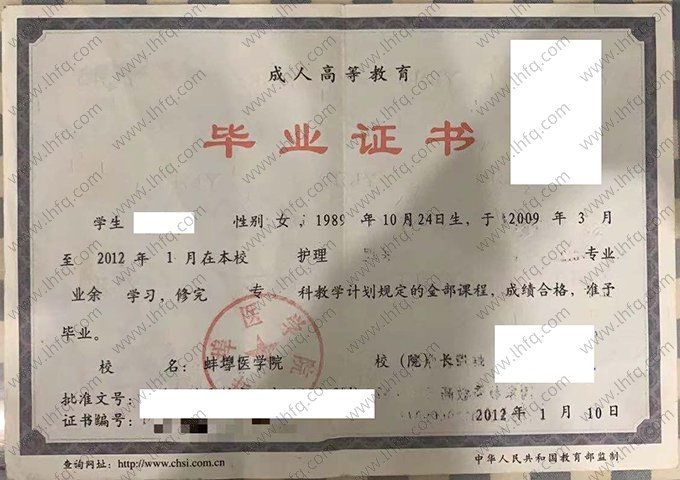 成人高等教育
毕业证书
学生 性别 女 , 1989 年 10 月 24 日生, 于 2009 年 3 月
至 2012 年 1 月在本校 护理 专业
业余 学习, 修完 专 科教学计划规定的全部课程, 成绩合格, 准予
毕业。
校 名: 蚌埠医学院 校 (院) 长
批准文号:
证书编号: 2012 年 1 月 10 日
查询网址: http://www.chsi.com.cn 中华人民共和国教育部监制
www.lhfq.com